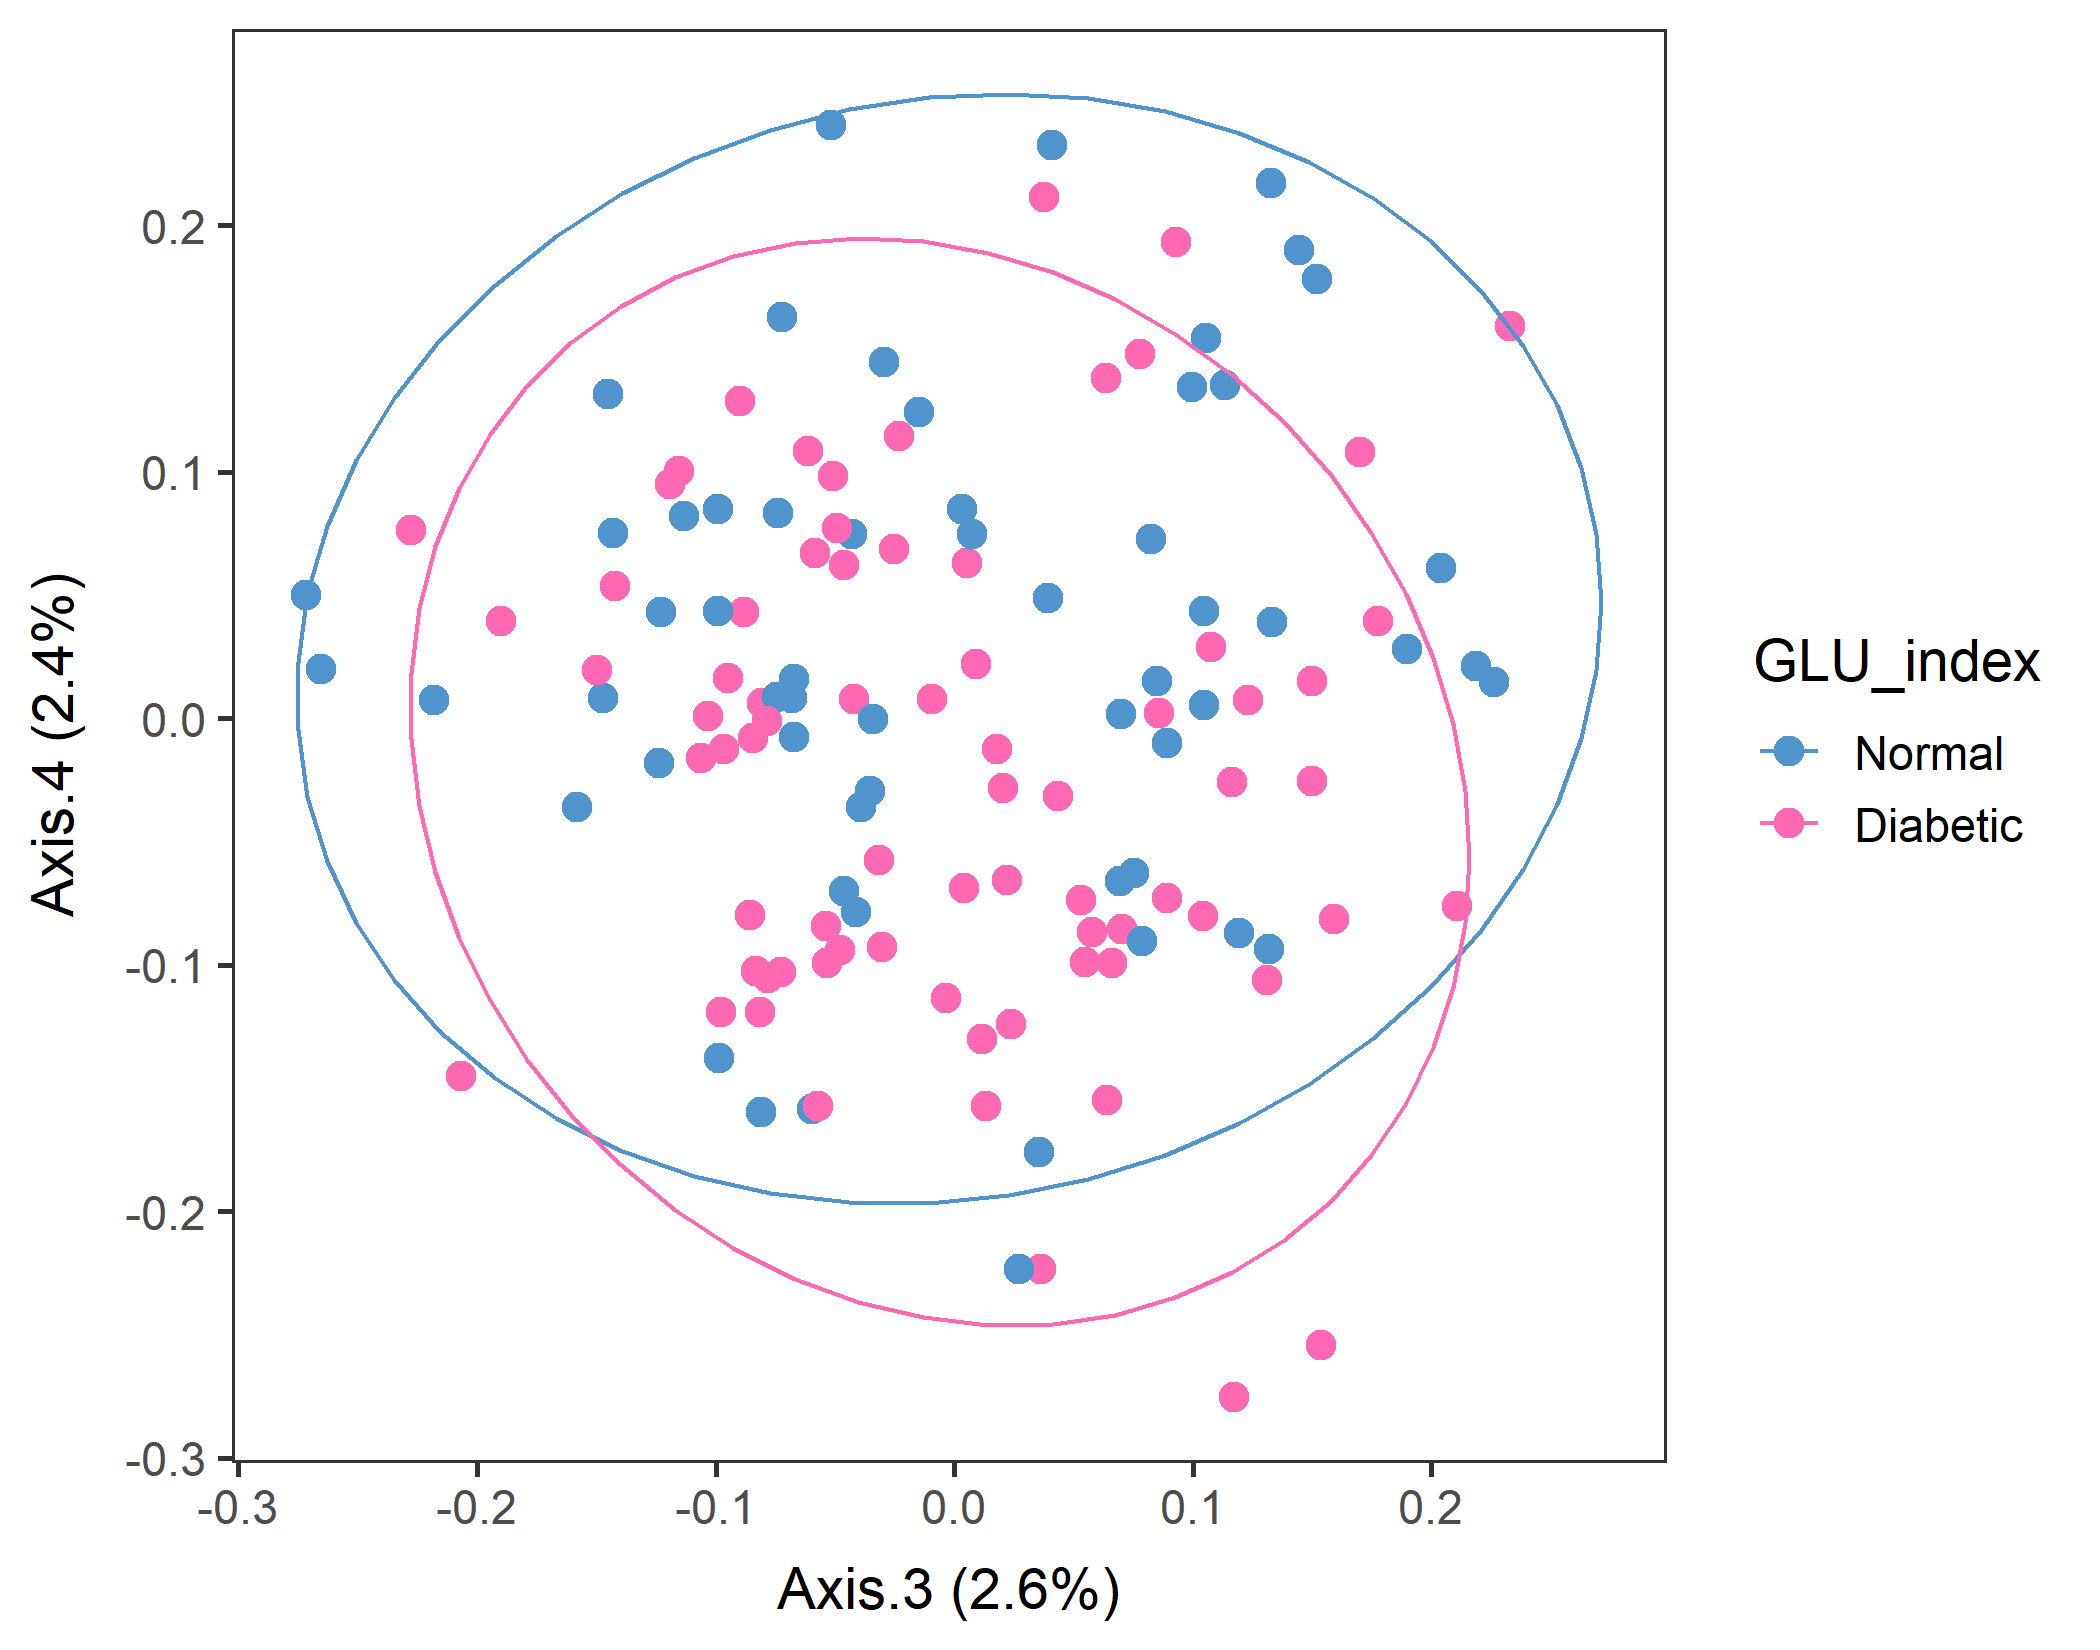 Axis.4 (2.4%)
0.2
0.1
0.0
-0.1
-0.2
-0.3
-0.3 -0.2 -0.1 0.0 0.1 0.2
Axis.3 (2.6%)
GLU_index
Normal
Diabetic